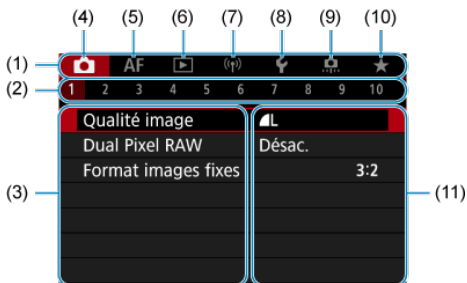 (4) (5) (6) (7) (8) (9) (10)
(1) AF
(2) 1 2 3 4 5 6 7 8 9 10
Qualité image L
Dual Pixel RAW Désac.
Format images fixes 3:2
(3) (11)